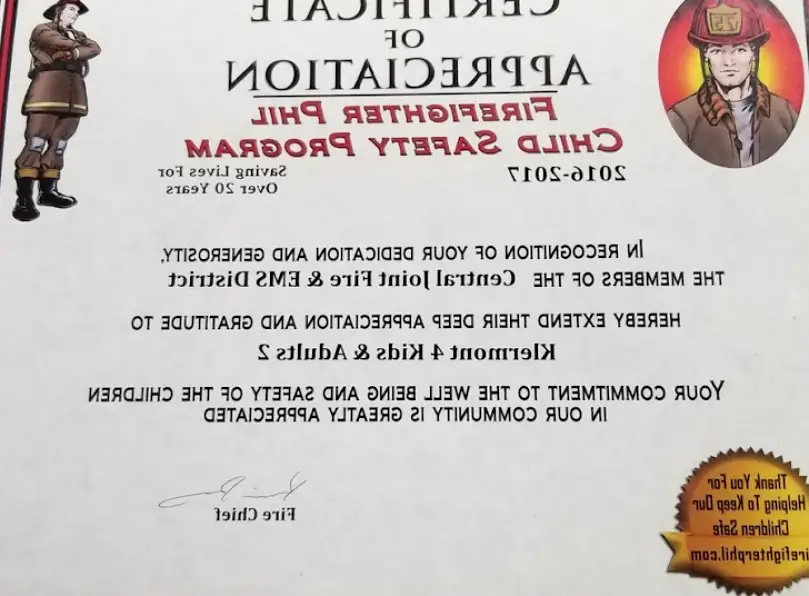 CERTIFICATE
OF
APPRECIATION
FIREFIGHTER PHIL
CHILD SAFETY PROGRAM
2016-2017
Saving Lives For
Over 20 Years
IN RECOGNITION OF YOUR DEDICATION AND GENEROSITY,
THE MEMBERS OF THE Central Joint Fire & EMS District
HEREBY EXTEND THEIR DEEP APPRECIATION AND GRATITUDE TO
Klermont 4 Kids & Adults 2
YOUR COMMITMENT TO THE WELL BEING AND SAFETY OF THE CHILDREN
IN OUR COMMUNITY IS GREATLY APPRECIATED
Fire Chief
Thank You For
Helping To Keep Our
Children Safe
firefighterphil.com
75